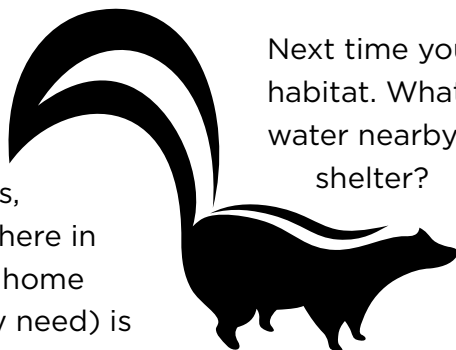 s,
here in
home
y need) is
Next time you
habitat. What
water nearby
shelter?